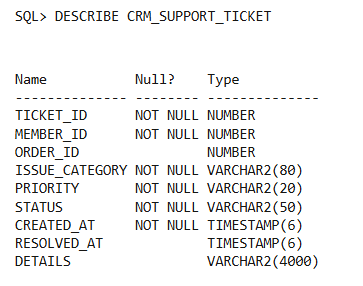 SQL> DESCRIBE CRM_SUPPORT_TICKET
Name Null? Type
-------------- -------- --------------
TICKET_ID NOT NULL NUMBER
MEMBER_ID NOT NULL NUMBER
ORDER_ID NUMBER
ISSUE_CATEGORY NOT NULL VARCHAR2(80)
PRIORITY NOT NULL VARCHAR2(20)
STATUS NOT NULL VARCHAR2(50)
CREATED_AT NOT NULL TIMESTAMP(6)
RESOLVED_AT TIMESTAMP(6)
DETAILS VARCHAR2(4000)